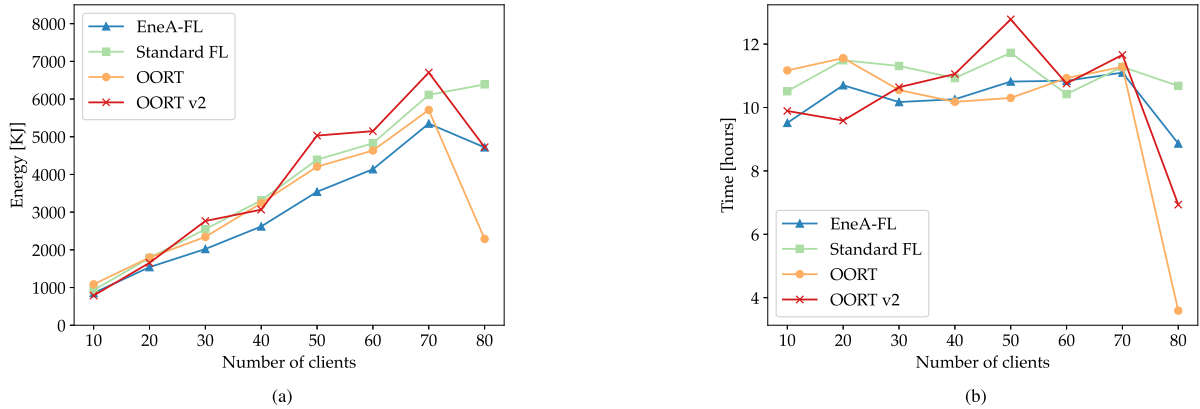 8000
7000
6000
5000
4000
3000
2000
1000
0
Energy [KJ]
EneA-FL
Standard FL
OORT
OORT v2
10 20 30 40 50 60 70 80
Number of clients
(a)
12
10
8
6
4
Time [hours]
EneA-FL
Standard FL
OORT
OORT v2
10 20 30 40 50 60 70 80
Number of clients
(b)